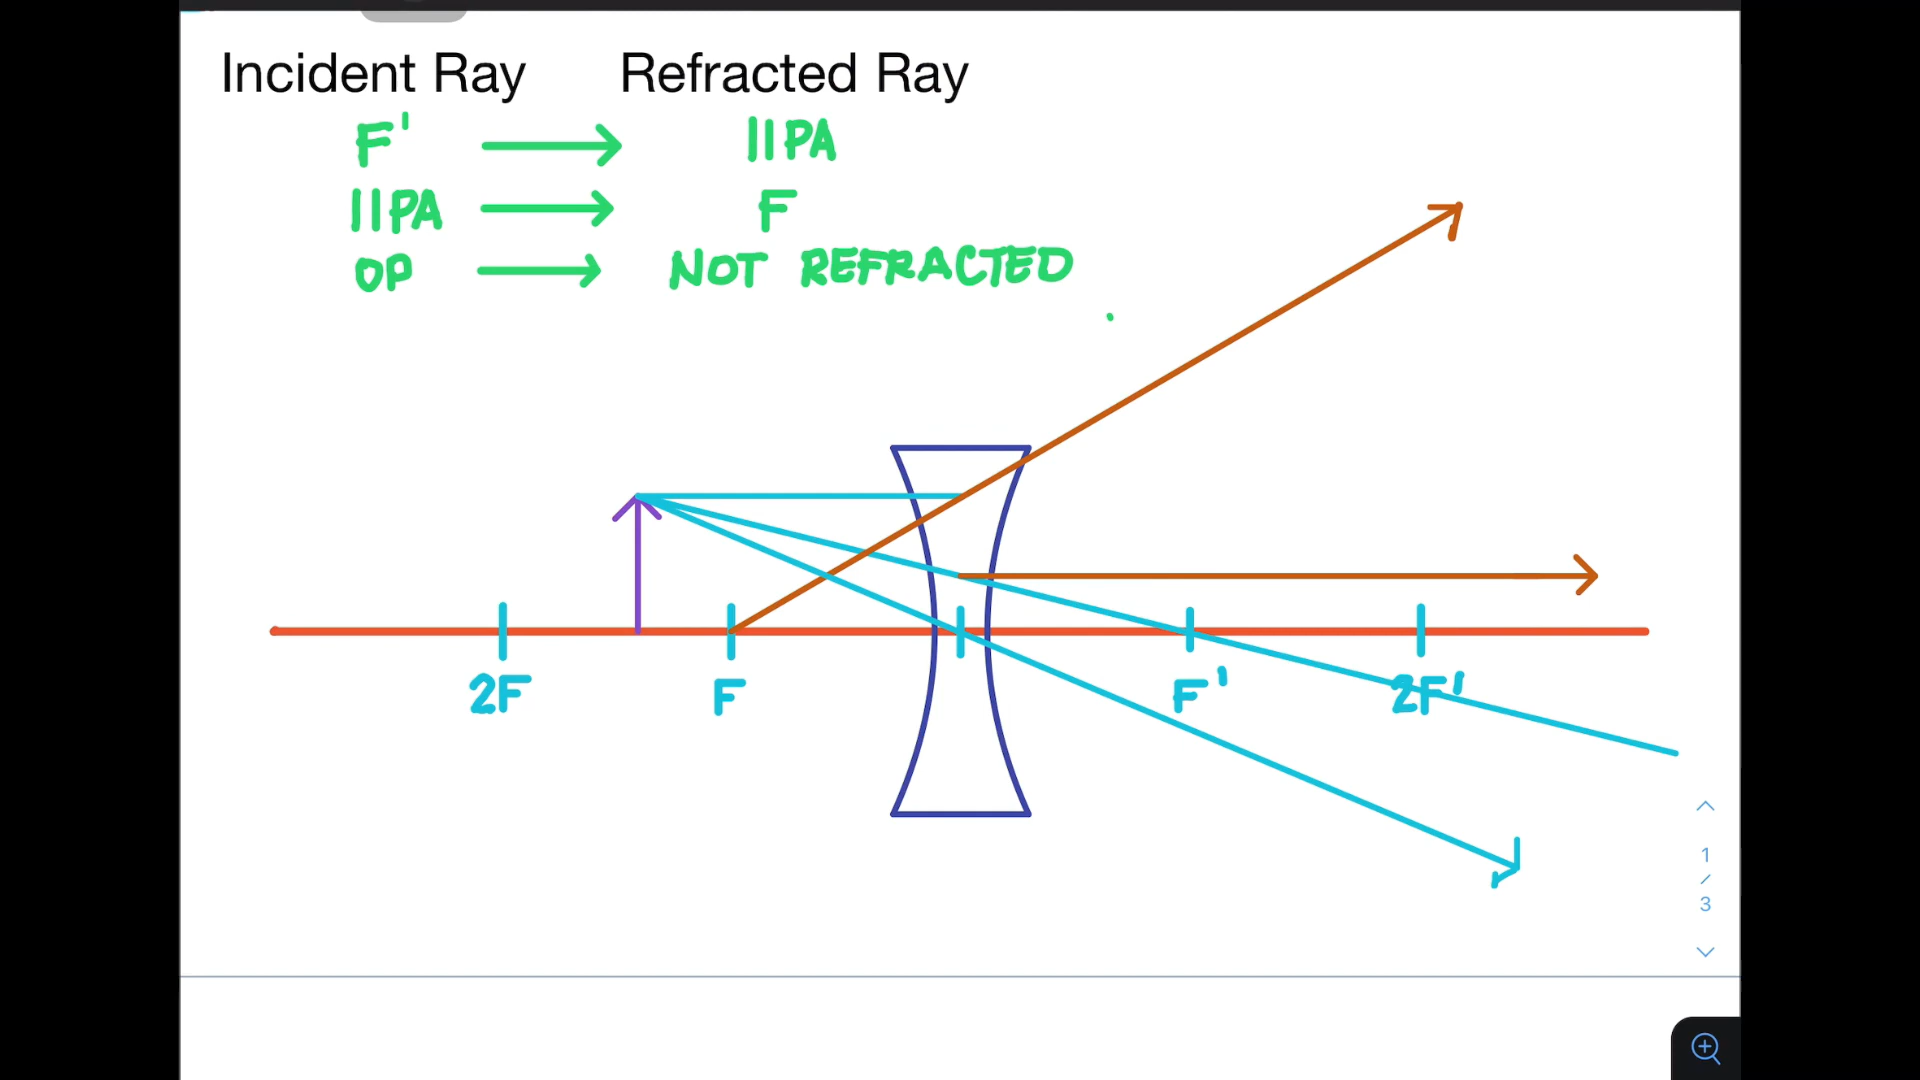 Incident Ray Refracted Ray
F' → ||PA
||PA → F
OP → NOT REFRACTED
2F F F' 2F'
1
/
3